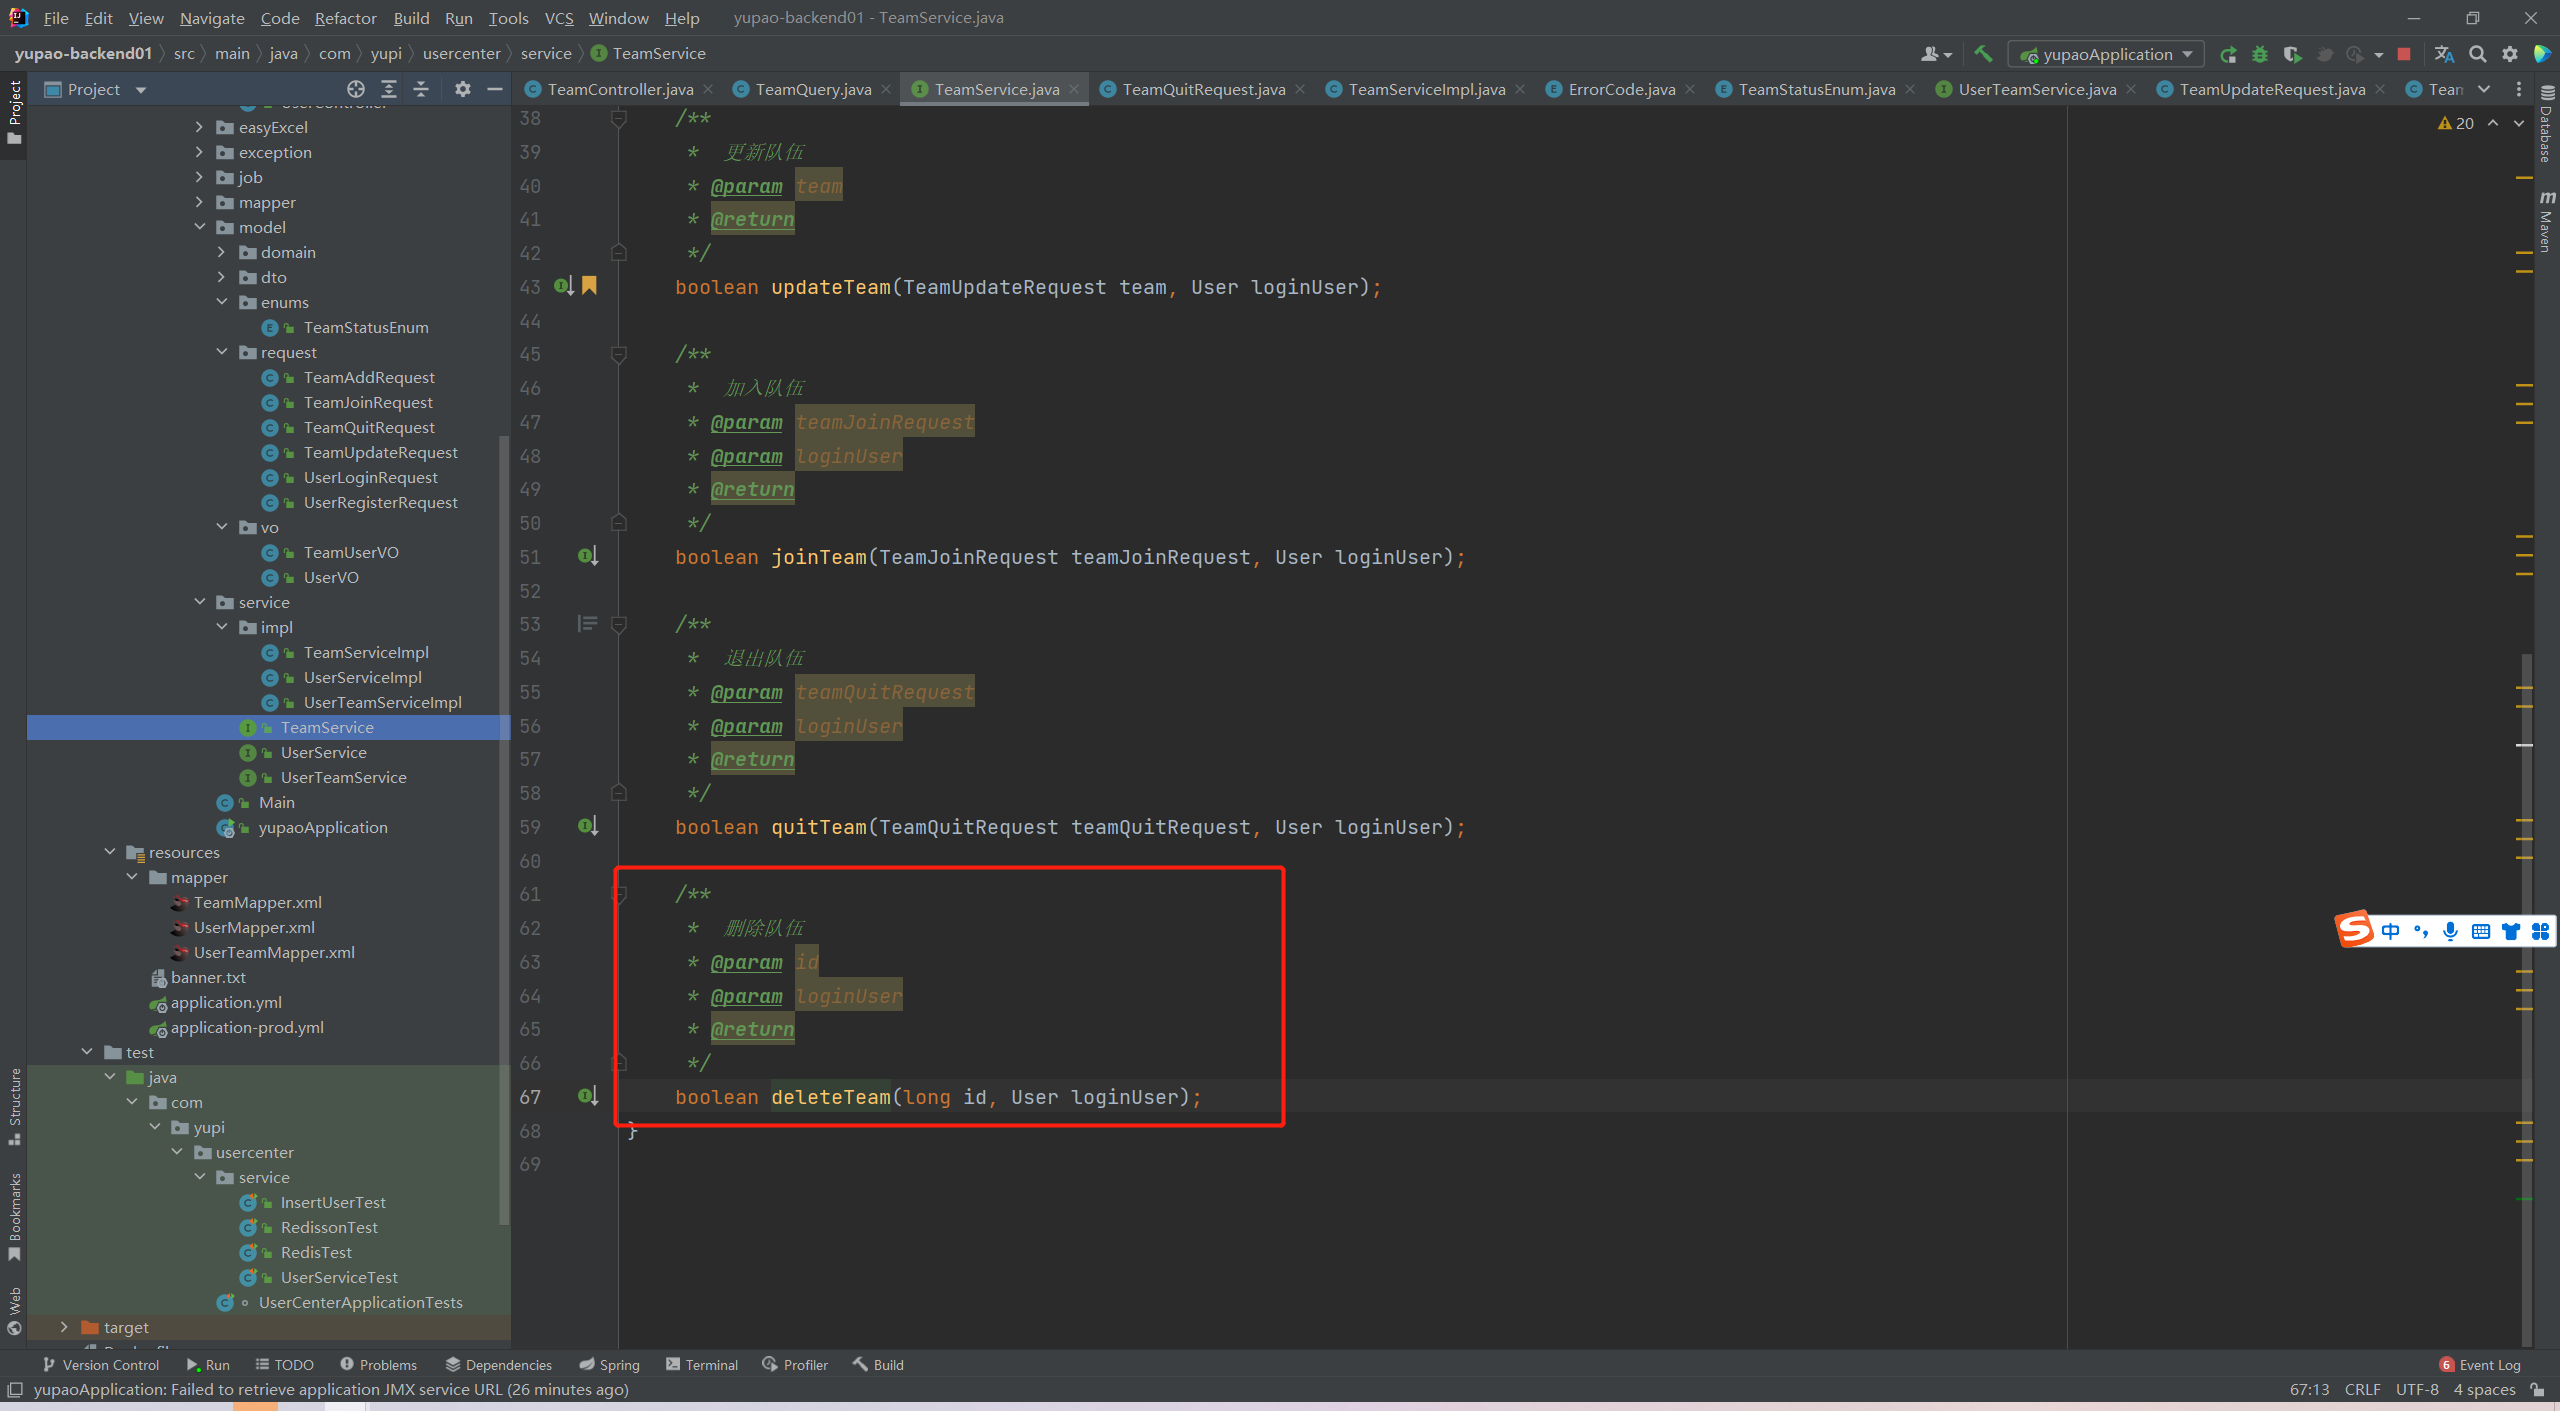 File Edit View Navigate Code Refactor Build Run Tools VCS Window Help yupao-backend01 - TeamService.java
yupao-backend01 src main java com yupi usercenter service TeamService
yupaoApplication
Project
TeamController.java TeamQuery.java TeamService.java TeamQuitRequest.java TeamServiceImpl.java ErrorCode.java TeamStatusEnum.java UserTeamService.java TeamUpdateRequest.java Team
Project
Structure
Bookmarks
Web
easyExcel
exception
job
mapper
model
domain
dto
enums
TeamStatusEnum
request
TeamAddRequest
TeamJoinRequest
TeamQuitRequest
TeamUpdateRequest
UserLoginRequest
UserRegisterRequest
vo
TeamUserVO
UserVO
service
impl
TeamServiceImpl
UserServiceImpl
UserTeamServiceImpl
TeamService
UserService
UserTeamService
Main
yupaoApplication
resources
mapper
TeamMapper.xml
UserMapper.xml
UserTeamMapper.xml
banner.txt
application.yml
application-prod.yml
test
java
com
yupi
usercenter
service
InsertUserTest
RedissonTest
RedisTest
UserServiceTest
UserCenterApplicationTests
target
38 /**
39 * 更新队伍
40 * @param team
41 * @return
42 */
43 boolean updateTeam(TeamUpdateRequest team, User loginUser);
44
45 /**
46 * 加入队伍
47 * @param teamJoinRequest
48 * @param loginUser
49 * @return
50 */
51 boolean joinTeam(TeamJoinRequest teamJoinRequest, User loginUser);
52
53 /**
54 * 退出队伍
55 * @param teamQuitRequest
56 * @param loginUser
57 * @return
58 */
59 boolean quitTeam(TeamQuitRequest teamQuitRequest, User loginUser);
60
61 /**
62 * 删除队伍
63 * @param id
64 * @param loginUser
65 * @return
66 */
67 boolean deleteTeam(long id, User loginUser);
68 }
69
20
Database
m Maven
S 中
Version Control Run TODO Problems Dependencies Spring Terminal Profiler Build 6 Event Log
yupaoApplication: Failed to retrieve application JMX service URL (26 minutes ago) 67:13 CRLF UTF-8 4 spaces